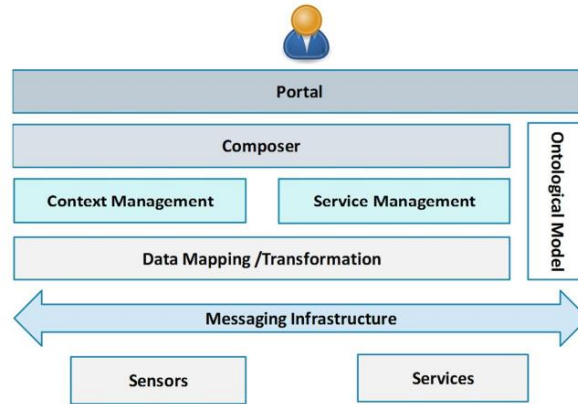 Portal
Composer
Ontological Model
Context Management
Service Management
Data Mapping /Transformation
Messaging Infrastructure
Sensors
Services